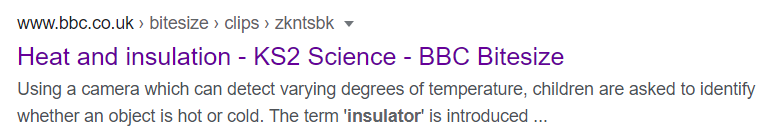 www.bbc.co.uk › bitesize › clips › zkntsbk
Heat and insulation - KS2 Science - BBC Bitesize
Using a camera which can detect varying degrees of temperature, children are asked to identify
whether an object is hot or cold. The term 'insulator' is introduced ...